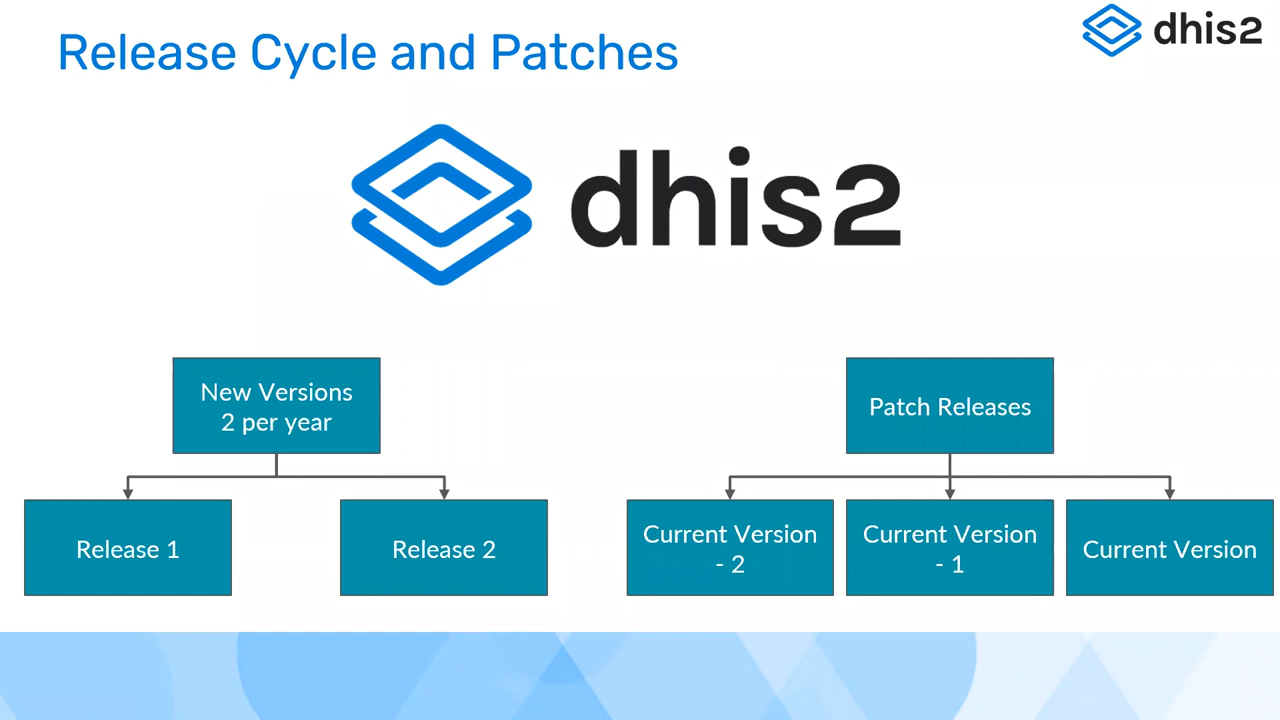 Release Cycle and Patches
dhis2
dhis2
New Versions
2 per year
Release 1
Release 2
Patch Releases
Current Version
- 2
Current Version
- 1
Current Version